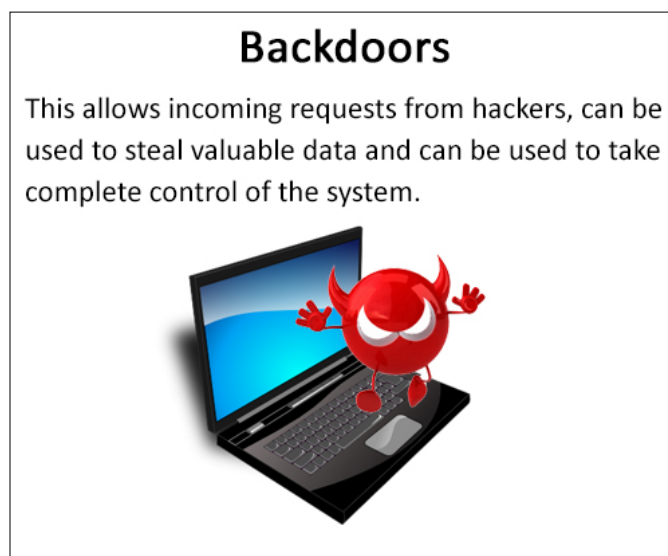 Backdoors
This allows incoming requests from hackers, can be
used to steal valuable data and can be used to take
complete control of the system.